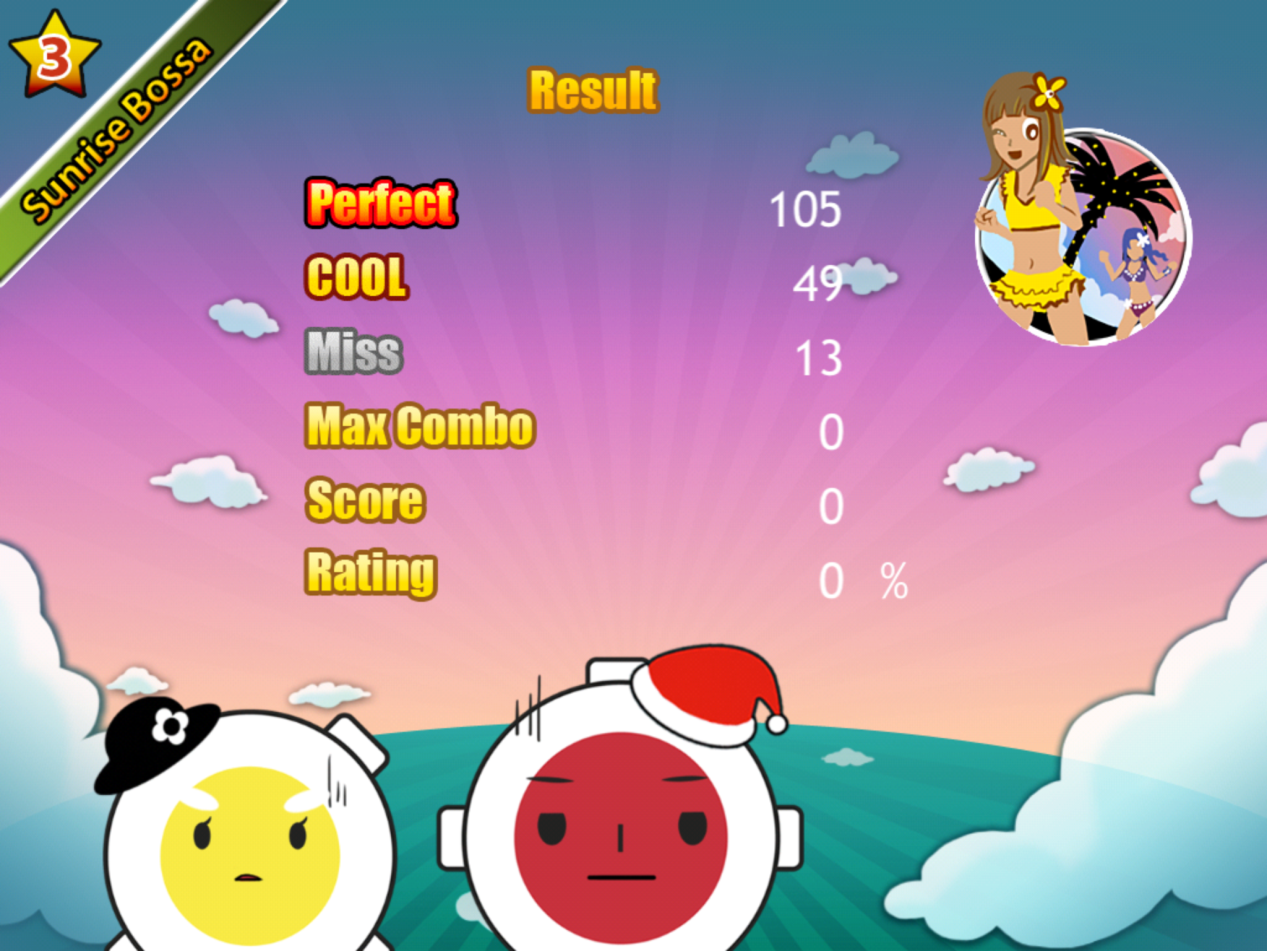 3
Sunrise Bossa
Result
Perfect 105
COOL 49
Miss 13
Max Combo 0
Score 0
Rating 0 %